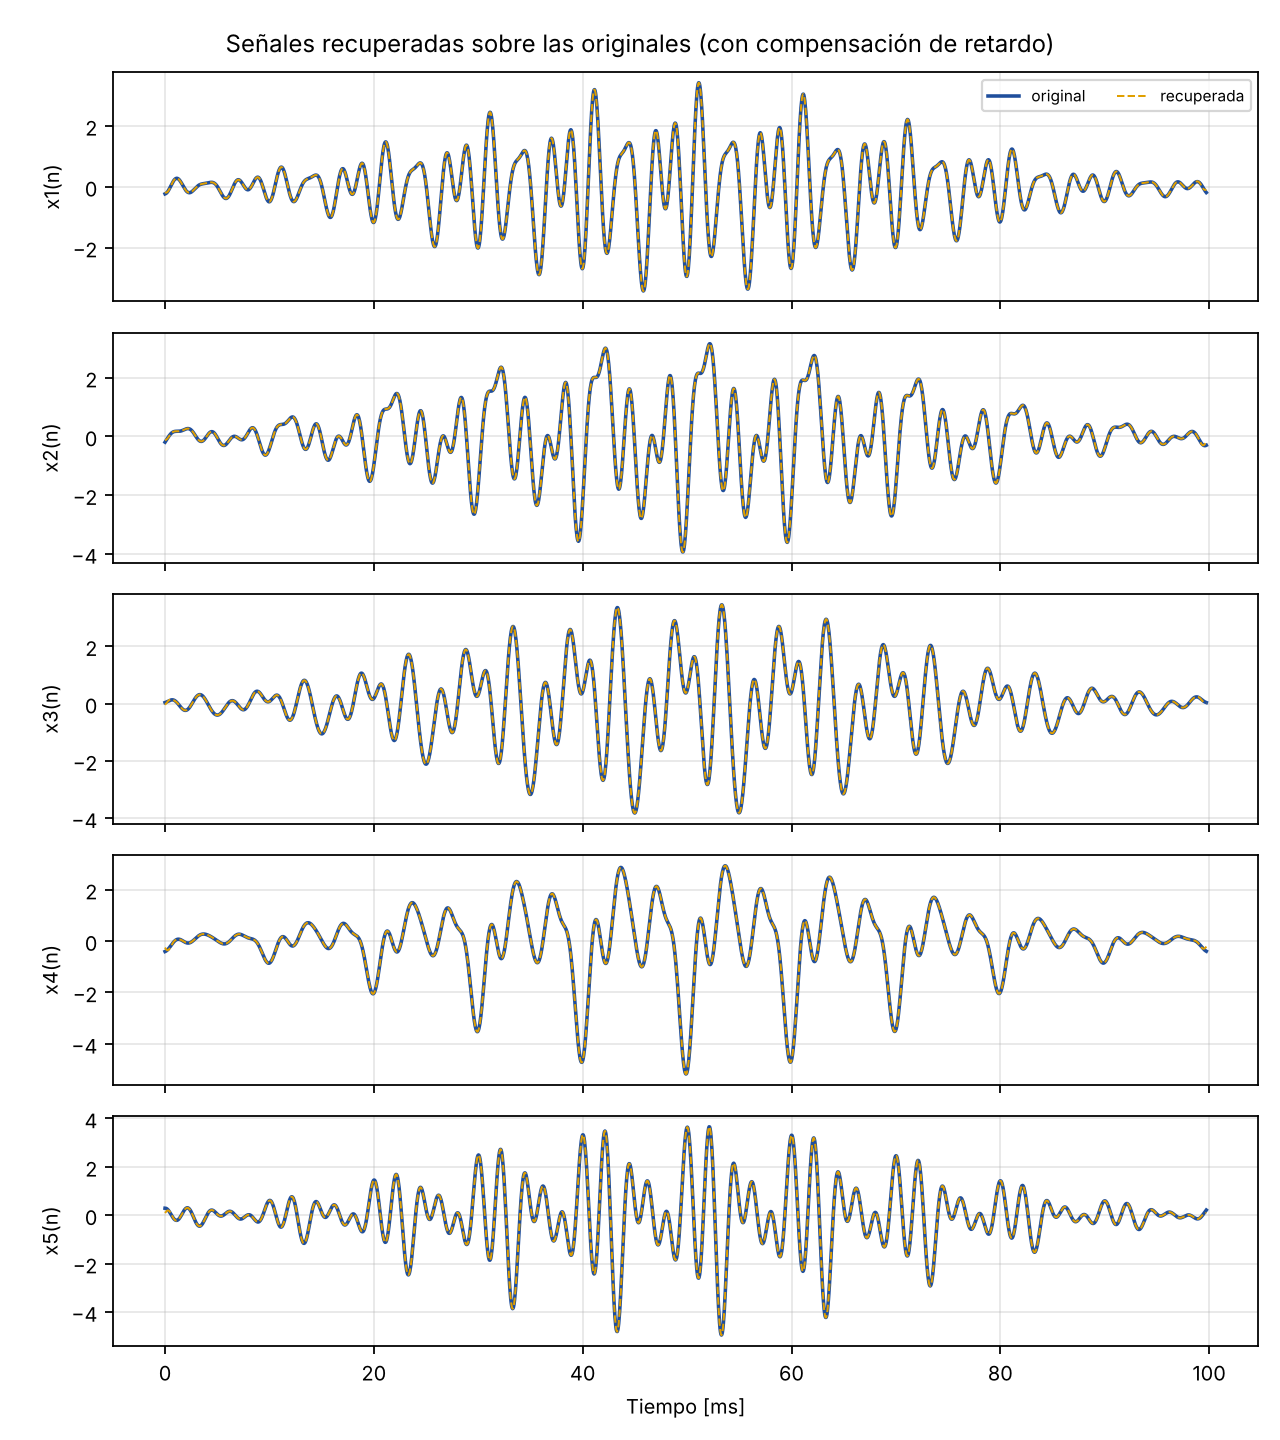 Señales recuperadas sobre las originales (con compensación de retardo)
original recuperada
x1(n)
2
0
−2
x2(n)
2
0
−2
−4
x3(n)
2
0
−2
−4
x4(n)
2
0
−2
−4
x5(n)
4
2
0
−2
−4
0 20 40 60 80 100
Tiempo [ms]